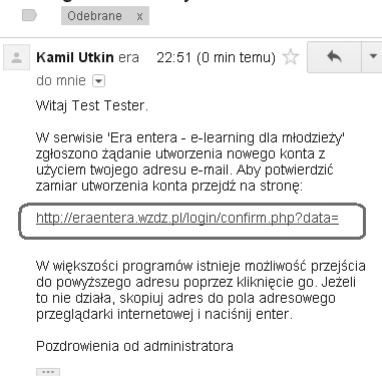 Odebrane x
Kamil Utkin era 22:51 (0 min temu)
do mnie
Witaj Test Tester.
W serwisie 'Era entera - e-learning dla młodzieży'
zgłoszono żądanie utworzenia nowego konta z
użyciem twojego adresu e-mail. Aby potwierdzić
zamiar utworzenia konta przejdź na stronę:
http://eraentera.wzdz.pl/login/confirm.php?data=
W większości programów istnieje możliwość przejścia
do powyższego adresu poprzez kliknięcie go. Jeżeli
to nie działa, skopiuj adres do pola adresowego
przeglądarki internetowej i naciśnij enter.
Pozdrowienia od administratora